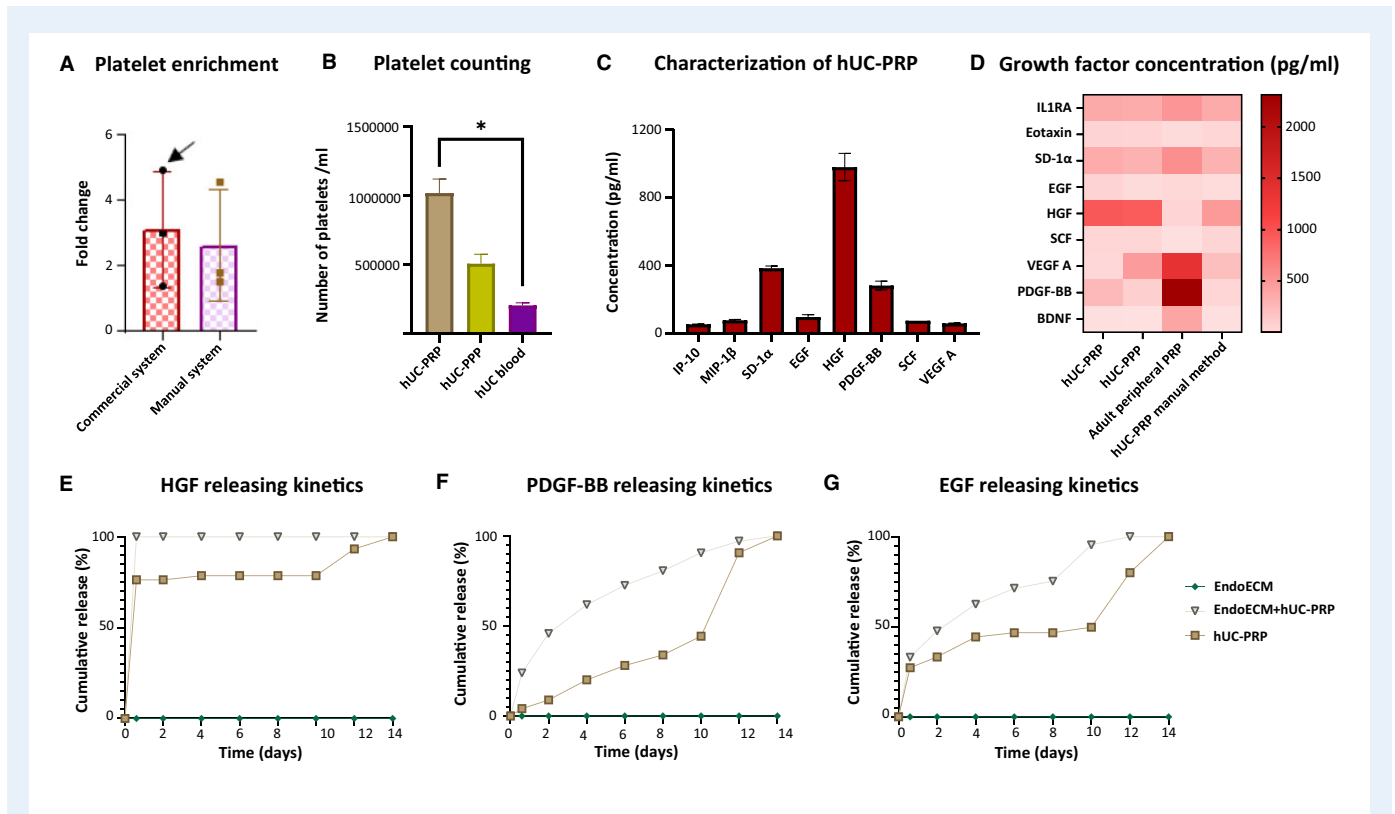 A Platelet enrichment
Fold change
6
4
2
0
Commercial system
Manual system
B Platelet counting
Number of platelets /ml
1500000
1000000
500000
*
hUC-PRP
hUC-PPP
hUC blood
C Characterization of hUC-PRP
Concentration (pg/ml)
1200
800
400
0
IP-10
MIP-1β
SD-1α
EGF
HGF
PDGF-BB
SCF
VEGF A
D Growth factor concentration (pg/ml)
IL1RA
Eotaxin
SD-1α
EGF
HGF
SCF
VEGF A
PDGF-BB
BDNF
hUC-PRP
hUC-PPP
Adult peripheral PRP
hUC-PRP manual method
2000
1500
1000
500
E HGF releasing kinetics
Cumulative release (%)
100
50
0
0 2 4 6 8 10 12 14
Time (days)
F PDGF-BB releasing kinetics
Cumulative release (%)
100
50
0
0 2 4 6 8 10 12 14
Time (days)
G EGF releasing kinetics
Cumulative release (%)
100
50
0
0 2 4 6 8 10 12 14
Time (days)
EndoECM
EndoECM+hUC-PRP
hUC-PRP